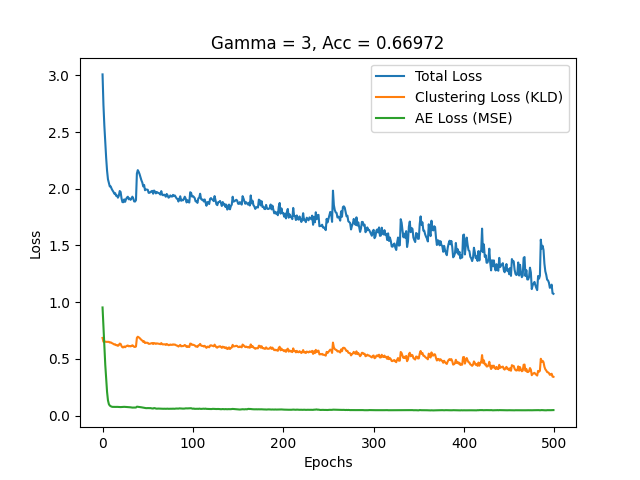 Gamma = 3, Acc = 0.66972
Total Loss
Clustering Loss (KLD)
AE Loss (MSE)
3.0
2.5
2.0
1.5
1.0
0.5
0.0
Loss
0 100 200 300 400 500
Epochs